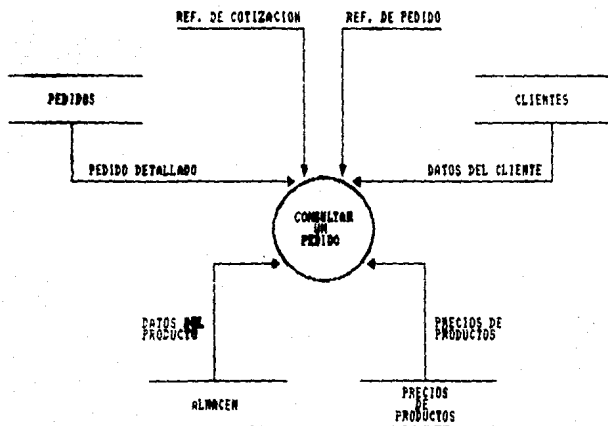 REF. DE COTIZACION
REF. DE PEDIDO
PEDIDOS
CLIENTES
PEDIDO DETALLADO
DATOS DEL CLIENTE
CONSULTAR
UN
PEDIDO
DATOS DEL
PRODUCTO
PRECIOS DE
PRODUCTOS
ALMACEN
PRECIOS
DE
PRODUCTOS